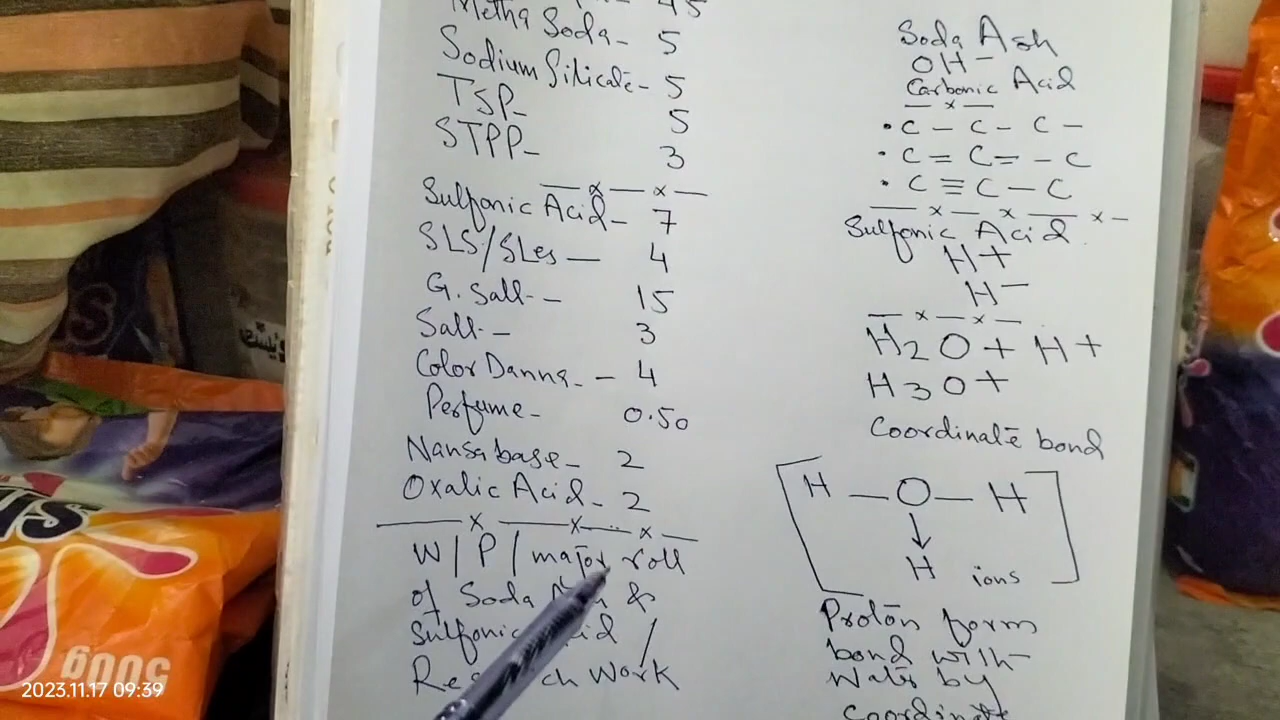 45
Metha Soda - 5
Sodium Silicate - 5
TSP - 5
STPP - 3
— x — x —
Sulfonic Acid - 7
SLS/SLes — 4
G. Salt - - 15
Salt - 3
Color Danna - - 4
Perfume - 0.50
Nansa base - 2
Oxalic Acid - 2
— x — x — x —
W/P/major roll
of Soda &
Sulfonic /
Work
Soda Ash
OH -
Carbonic Acid
— x —
• C - C - C -
• C = C = - C
• C ≡ C - C
— x — x — x -
Sulfonic Acid
H+
H-
— x — x —
H2O + H+
H3O+
Coordinate bond
H — O — H
↓
H ions
Proton form
bond with
Water by
Coordinate
500g
2023.11.17 09:39